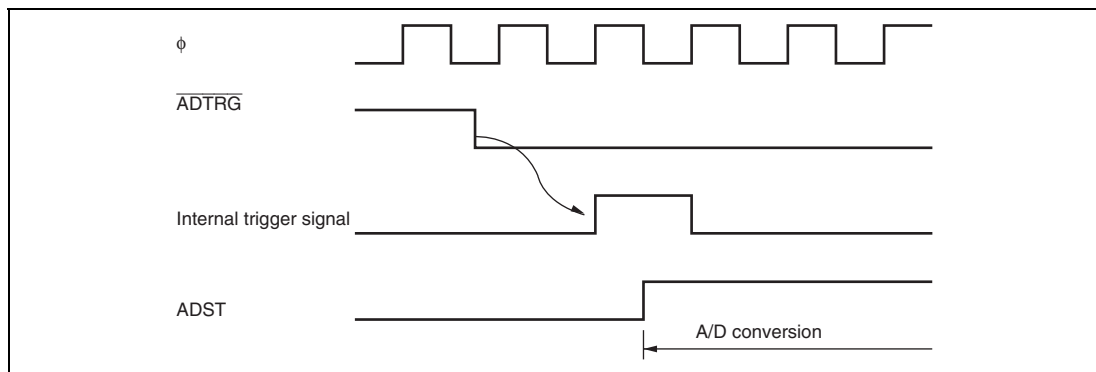 ϕ
ADTRG
Internal trigger signal
ADST
A/D conversion